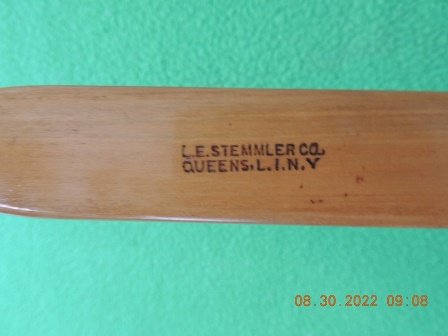 L.E.STEMMLER CO.
QUEENS, L.I.N.Y
08.30.2022 09:08